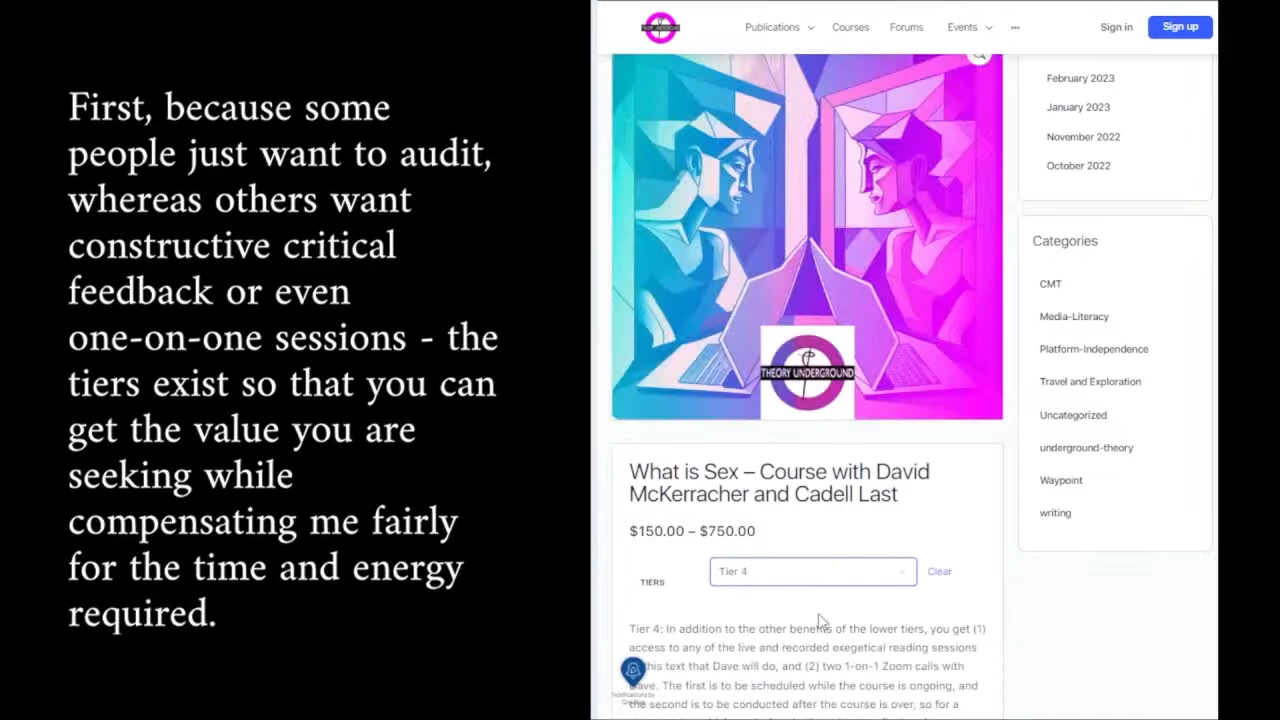 First, because some
people just want to audit,
whereas others want
constructive critical
feedback or even
one-on-one sessions - the
tiers exist so that you can
get the value you are
seeking while
compensating me fairly
for the time and energy
required.
THEORY UNDERGROUND
Publications
Courses
Forums
Events
Sign in
Sign up
THEORY UNDERGROUND
What is Sex – Course with David
McKerracher and Cadell Last
$150.00 – $750.00
TIERS
Tier 4
Clear
Tier 4: In addition to the other benefits of the lower tiers, you get (1)
access to any of the live and recorded exegetical reading sessions
this text that Dave will do, and (2) two 1-on-1 Zoom calls with
Dave. The first is to be scheduled while the course is ongoing, and
the second is to be conducted after the course is over, so for a
Notifications by
February 2023
January 2023
November 2022
October 2022
Categories
CMT
Media-Literacy
Platform-Independence
Travel and Exploration
Uncategorized
underground-theory
Waypoint
writing